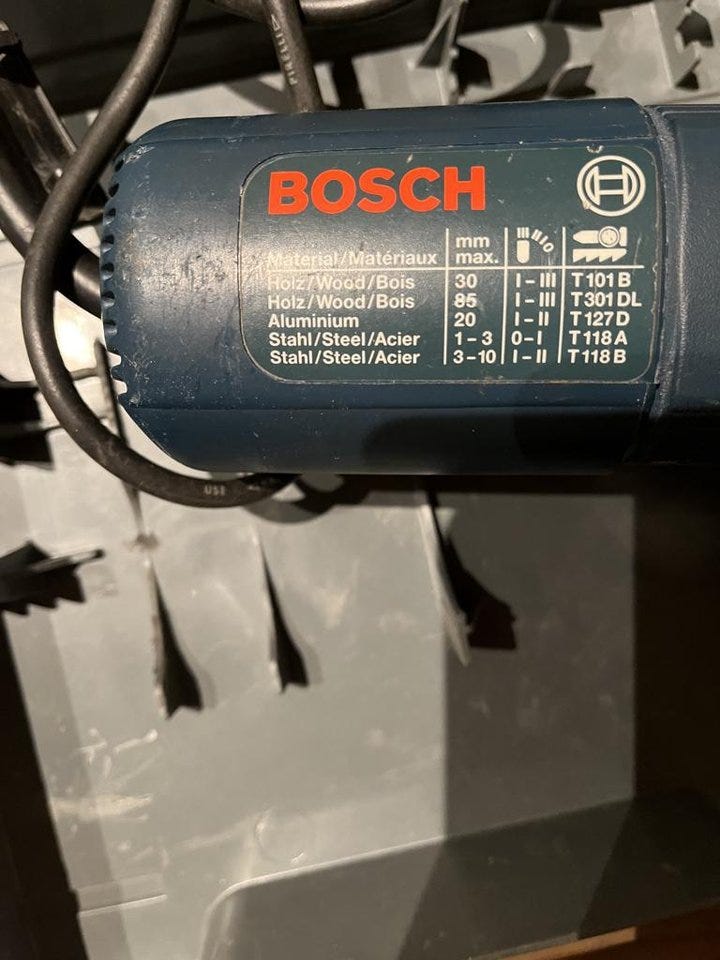 BOSCH
mm
Material/Matériaux max.
Holz/Wood/Bois 30 I-III T101B
Holz/Wood/Bois 85 I-III T301DL
Aluminium 20 I-II T127D
Stahl/Steel/Acier 1-3 0-I T118A
Stahl/Steel/Acier 3-10 I-II T118B